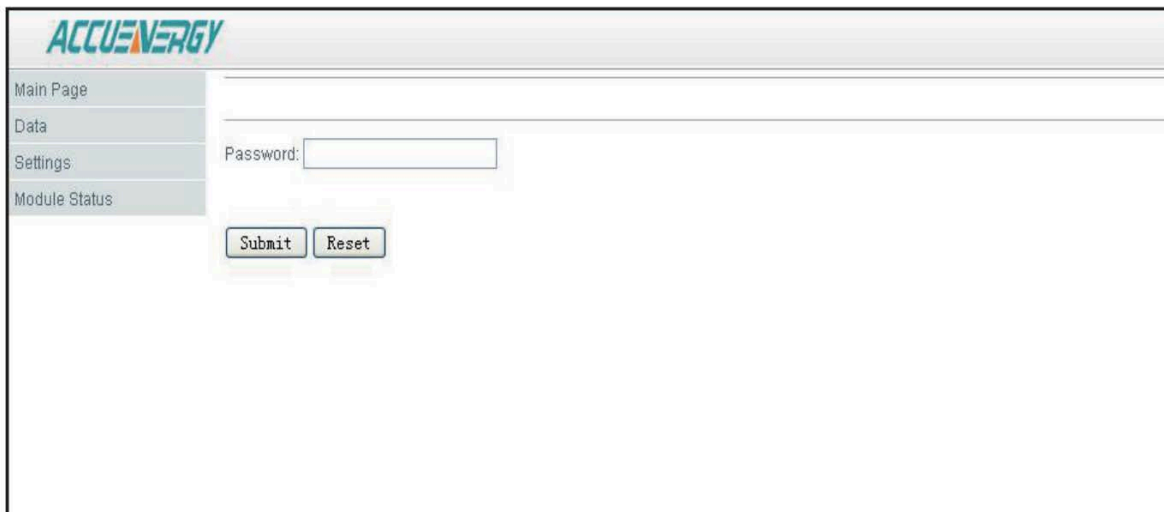 ACCUENERGY
Main Page
Data
Settings
Module Status
Password:
Submit Reset